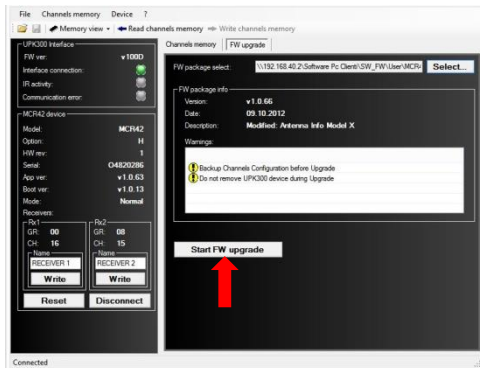 File Channels memory Device ?
Memory view Read channels memory Write channels memory
UPK300 Interface
FW ver: v100D
Interface connection:
IR activity:
Communication error:
MCR42 device
Model: MCR42
Option: H
HW rev: 1
Serial: O4820286
App ver: v1.0.63
Boot ver: v1.0.13
Mode: Normal
Receivers:
Rx1 Rx2
GR: 00 GR: 08
CH: 16 CH: 15
Name Name
RECEIVER 1 RECEIVER 2
Write Write
Reset Disconnect
Channels memory FW upgrade
FW package select: \\192.168.40.2\Software Pc Client\SW_FW\User\MCR4 Select...
FW package info
Version: v1.0.66
Date: 09.10.2012
Description: Modified: Antenna Info Model X
Warnings:
Backup Channels Configuration before Upgrade
Do not remove UPK300 device during Upgrade
Start FW upgrade
Connected